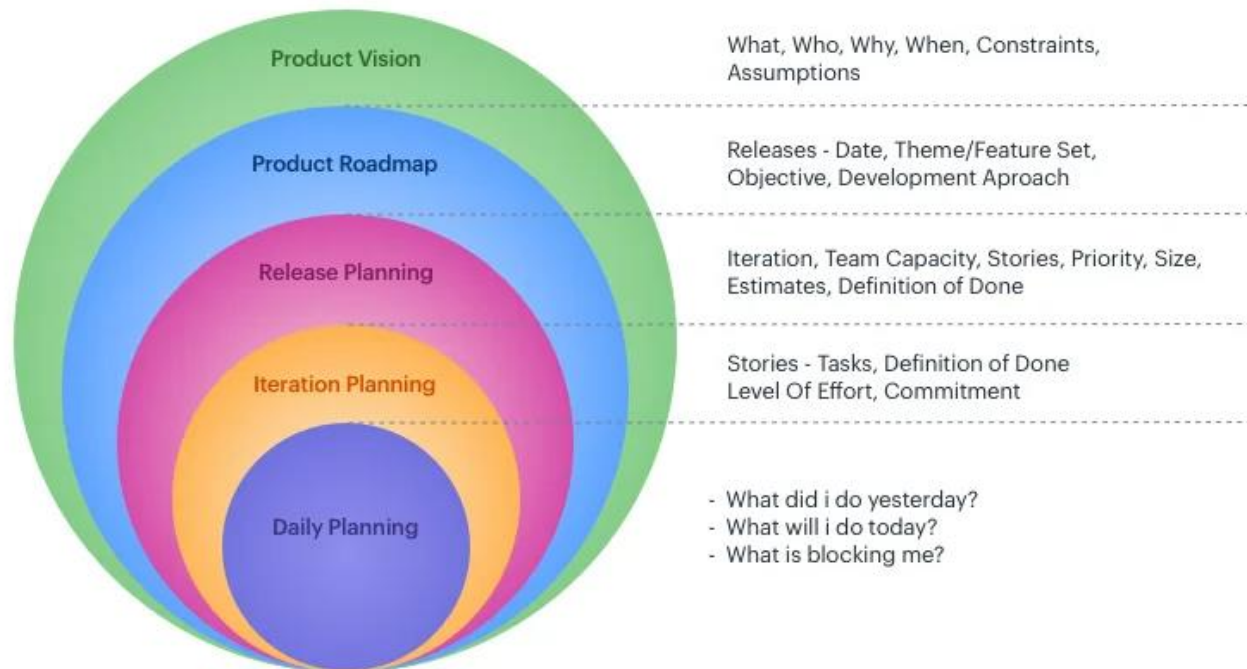 Product Vision
What, Who, Why, When, Constraints,
Assumptions
Product Roadmap
Releases - Date, Theme/Feature Set,
Objective, Development Aproach
Release Planning
Iteration, Team Capacity, Stories, Priority, Size,
Estimates, Definition of Done
Iteration Planning
Stories - Tasks, Definition of Done
Level Of Effort, Commitment
Daily Planning
- What did i do yesterday?
- What will i do today?
- What is blocking me?